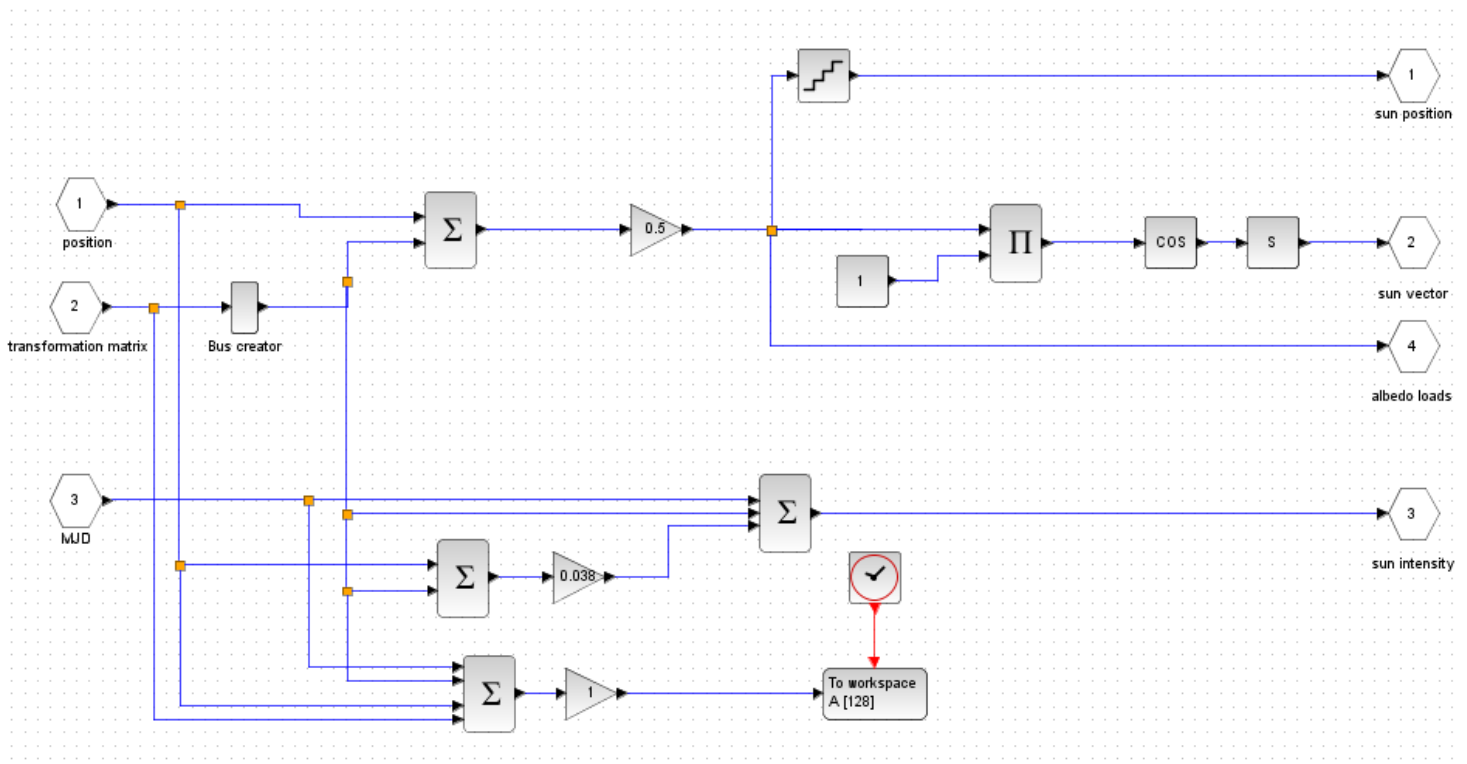 1
sun position
1
position
Σ
0.5
Π
COS
S
2
sun vector
1
2
transformation matrix
Bus creator
4
albedo loads
3
MJD
Σ
3
sun intensity
Σ
0.038
Σ
1
To workspace
A [128]